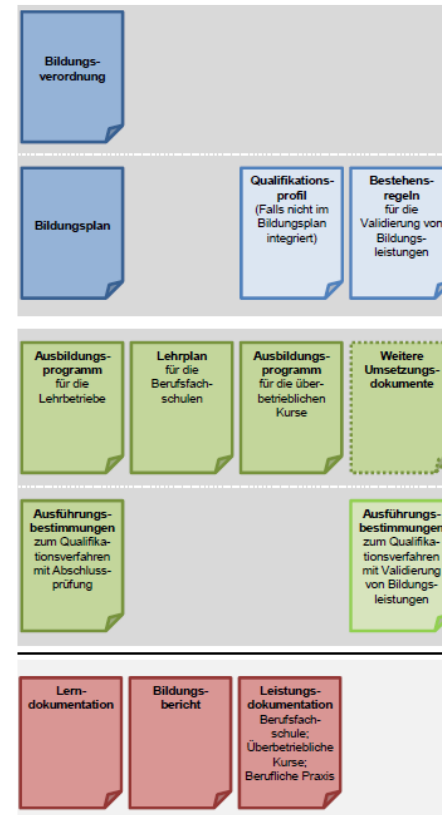 Bildungs-
verordnung
Bildungsplan
Qualifikations-
profil
(Falls nicht im
Bildungsplan
integriert)
Bestehens-
regeln
für die
Validierung von
Bildungs-
leistungen
Ausbildungs-
programm
für die
Lehrbetriebe
Lehrplan
für die
Berufsfach-
schulen
Ausbildungs-
programm
für die über-
betrieblichen
Kurse
Weitere
Umsetzungs-
dokumente
Ausführungs-
bestimmungen
zum Qualifika-
tionsverfahren
mit Abschluss-
prüfung
Ausführungs-
bestimmungen
zum Qualifika-
tionsverfahren
mit Validierung
von Bildungs-
leistungen
Lern-
dokumentation
Bildungs-
bericht
Leistungs-
dokumentation
Berufsfach-
schule;
Überbetriebliche
Kurse;
Berufliche Praxis